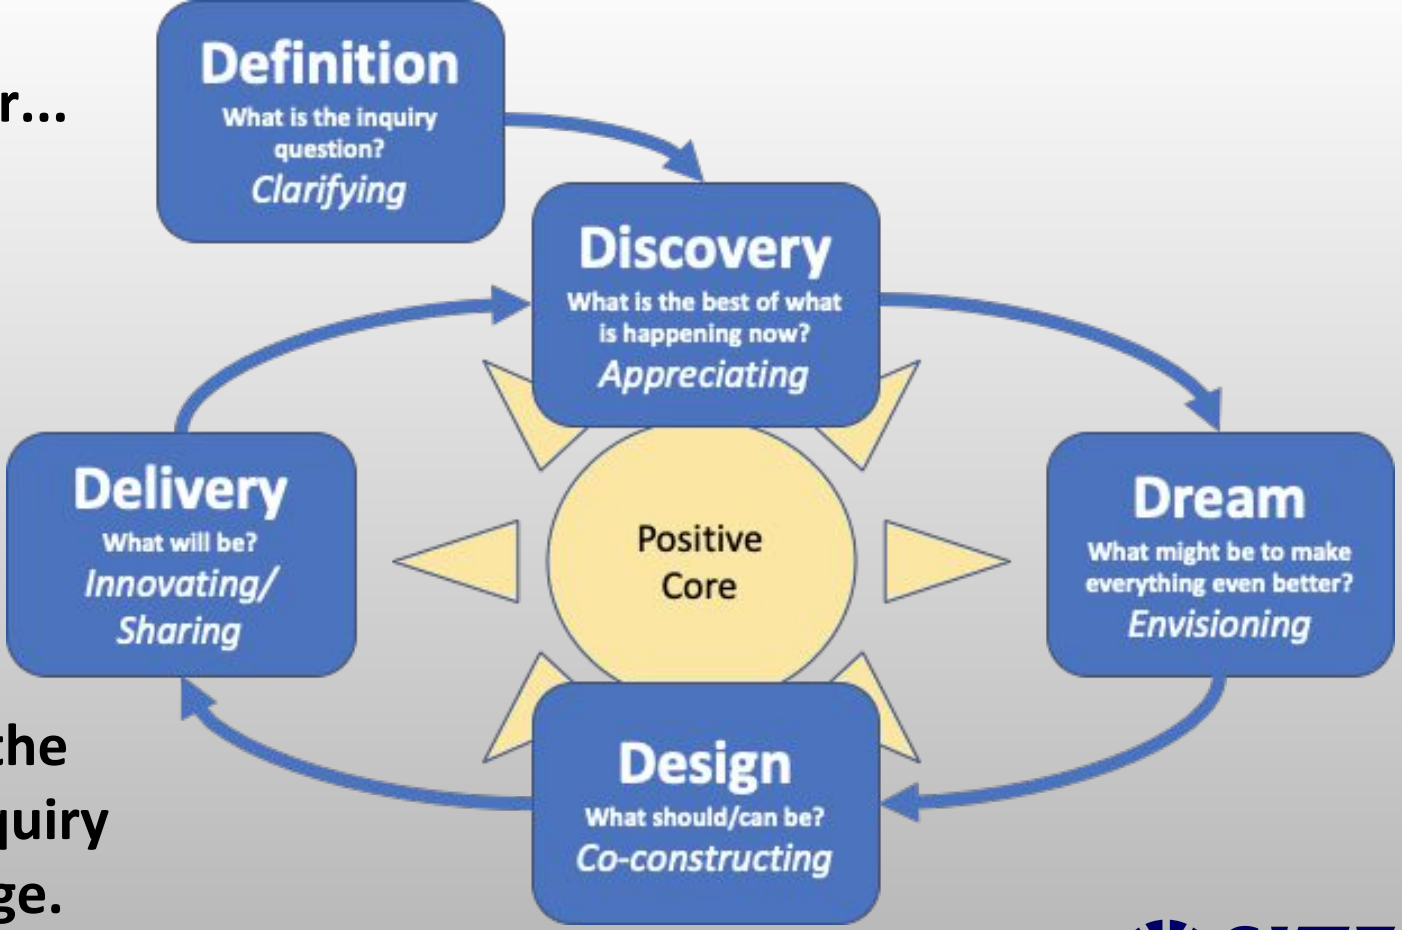 r...
Definition
What is the inquiry
question?
Clarifying
Discovery
What is the best of what
is happening now?
Appreciating
Delivery
What will be?
Innovating/
Sharing
Positive
Core
Dream
What might be to make
everything even better?
Envisioning
Design
What should/can be?
Co-constructing
the
quiry
ge.